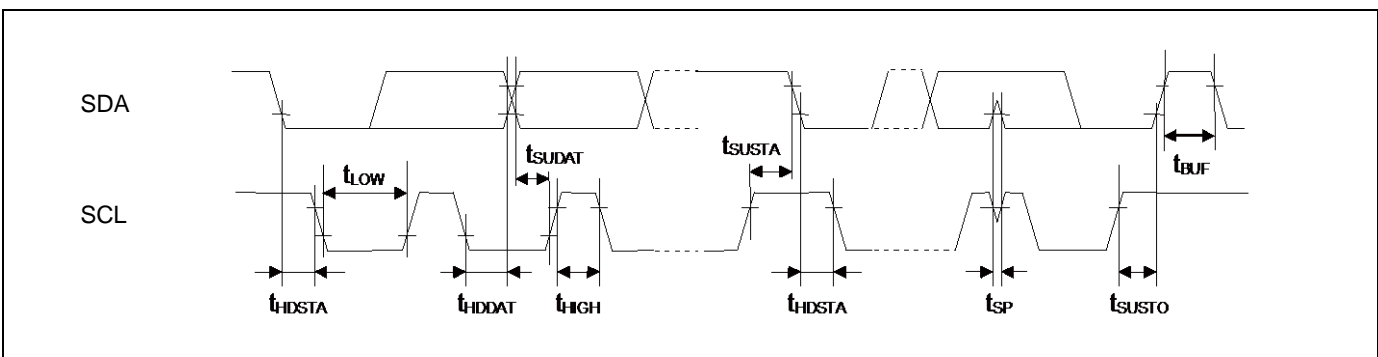 SDA
tSUDAT
tSUSTA
tBUF
tLOW
SCL
tHDSTA
tHDDAT
tHIGH
tHDSTA
tSP
tSUSTO